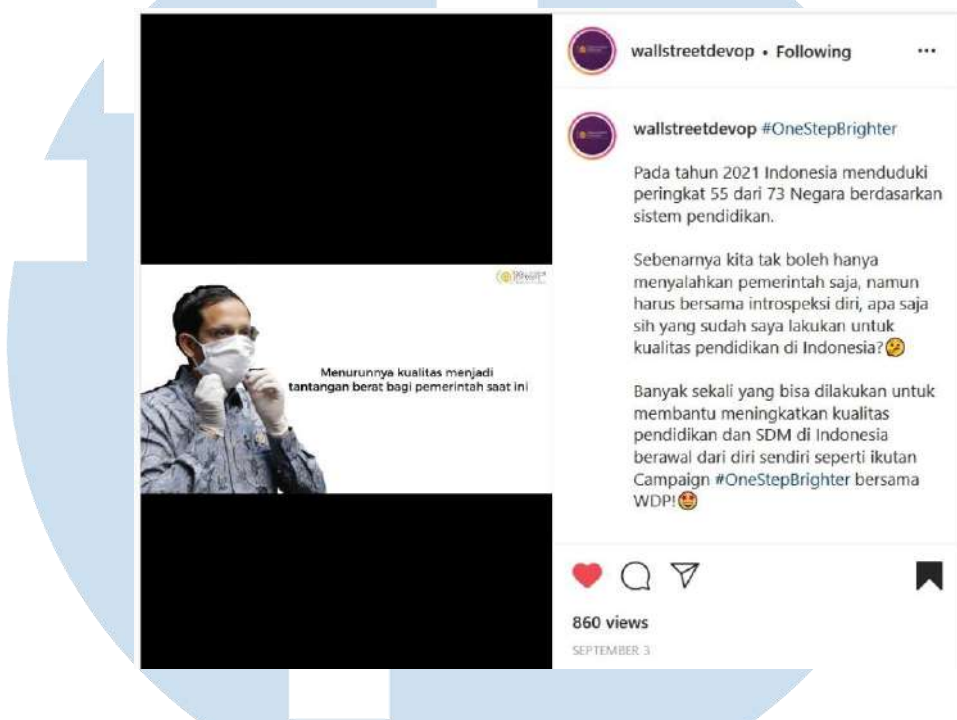 wallstreetdevop • Following
wallstreetdevop #OneStepBrighter
Pada tahun 2021 Indonesia menduduki
peringkat 55 dari 73 Negara berdasarkan
sistem pendidikan.
Sebenarnya kita tak boleh hanya
menyalahkan pemerintah saja, namun
harus bersama introspeksi diri, apa saja
sih yang sudah saya lakukan untuk
kualitas pendidikan di Indonesia?🤔
Banyak sekali yang bisa dilakukan untuk
membantu meningkatkan kualitas
pendidikan dan SDM di Indonesia
berawal dari diri sendiri seperti ikutan
Campaign #OneStepBrighter bersama
WDP!🤩
Menurunnya kualitas menjadi
tantangan berat bagi pemerintah saat ini
860 views
SEPTEMBER 3